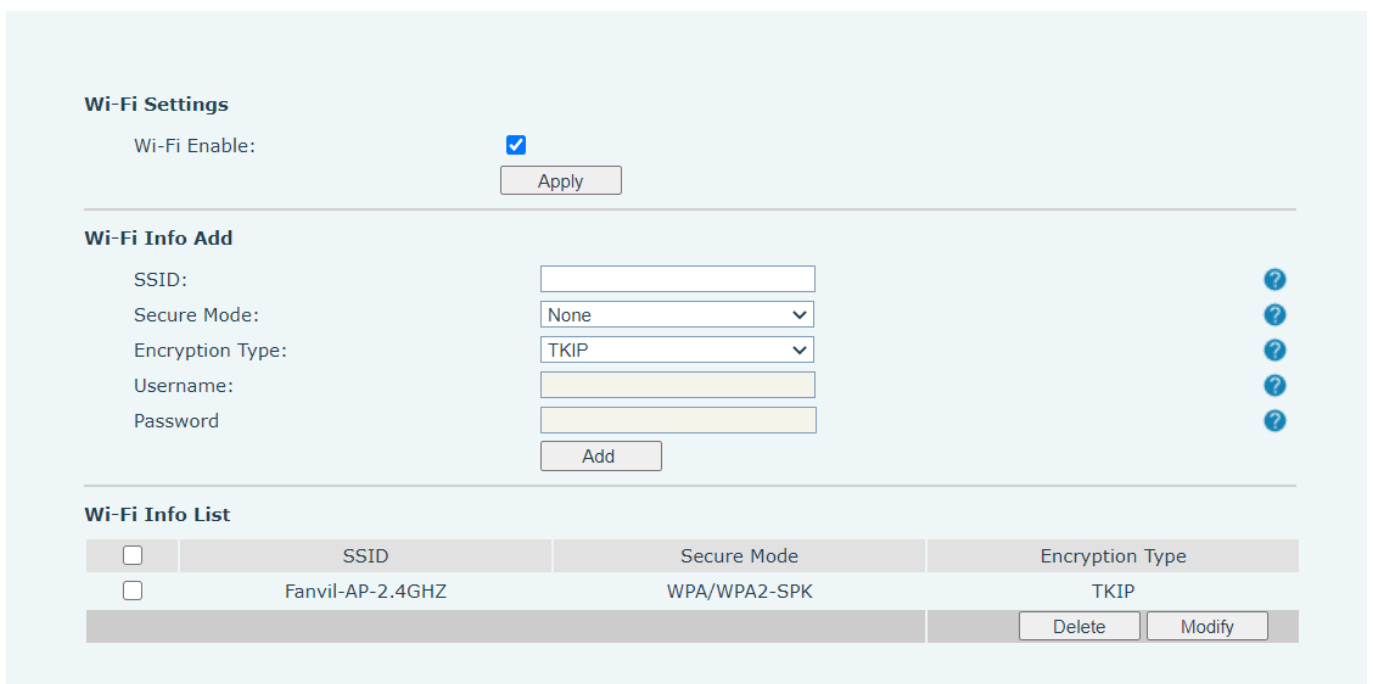 Wi-Fi Settings
Wi-Fi Enable:
Apply
Wi-Fi Info Add
SSID:
?
Secure Mode: None
?
Encryption Type: TKIP
?
Username:
?
Password
?
Add
Wi-Fi Info List
SSID Secure Mode Encryption Type
Fanvil-AP-2.4GHZ WPA/WPA2-SPK TKIP
Delete Modify